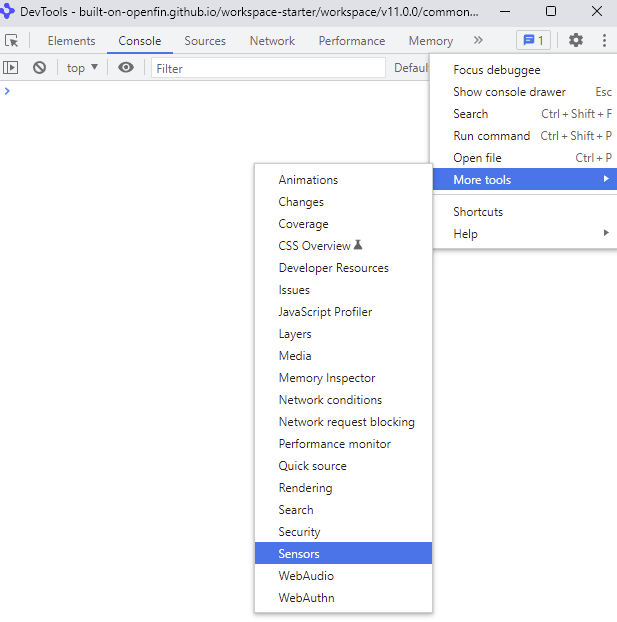 DevTools - built-on-openfin.github.io/workspace-starter/workspace/v11.0.0/common...
Elements Console Sources Network Performance Memory » 1
top ▼ Filter Defaul
Focus debuggee
Show console drawer Esc
Search Ctrl + Shift + F
Run command Ctrl + Shift + P
Open file Ctrl + P
More tools
Shortcuts
Help
Animations
Changes
Coverage
CSS Overview
Developer Resources
Issues
JavaScript Profiler
Layers
Media
Memory Inspector
Network conditions
Network request blocking
Performance monitor
Quick source
Rendering
Search
Security
Sensors
WebAudio
WebAuthn